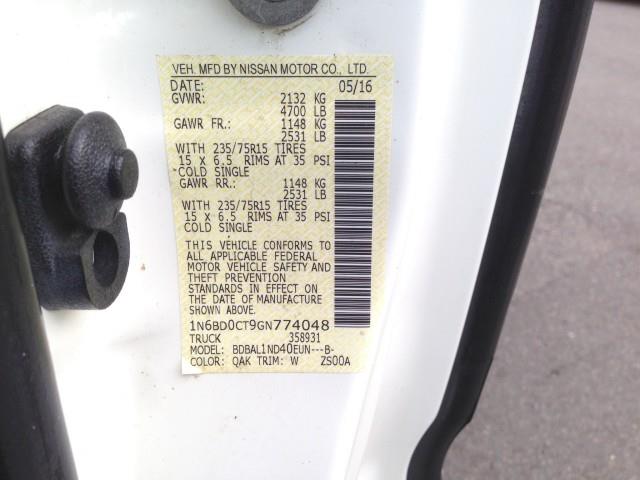 VEH. MFD BY NISSAN MOTOR CO., LTD.
DATE: 05/16
GVWR: 2132 KG
4700 LB
GAWR FR.: 1148 KG
2531 LB
WITH 235/75R15 TIRES
15 x 6.5 RIMS AT 35 PSI
COLD SINGLE
GAWR RR.: 1148 KG
2531 LB
WITH 235/75R15 TIRES
15 x 6.5 RIMS AT 35 PSI
COLD SINGLE
THIS VEHICLE CONFORMS TO
ALL APPLICABLE FEDERAL
MOTOR VEHICLE SAFETY AND
THEFT PREVENTION
STANDARDS IN EFFECT ON
THE DATE OF MANUFACTURE
SHOWN ABOVE.
1N6BD0CT9GN774048
TRUCK 358931
MODEL: BDBAL1ND40EUN---B-
COLOR: QAK TRIM: W ZS00A